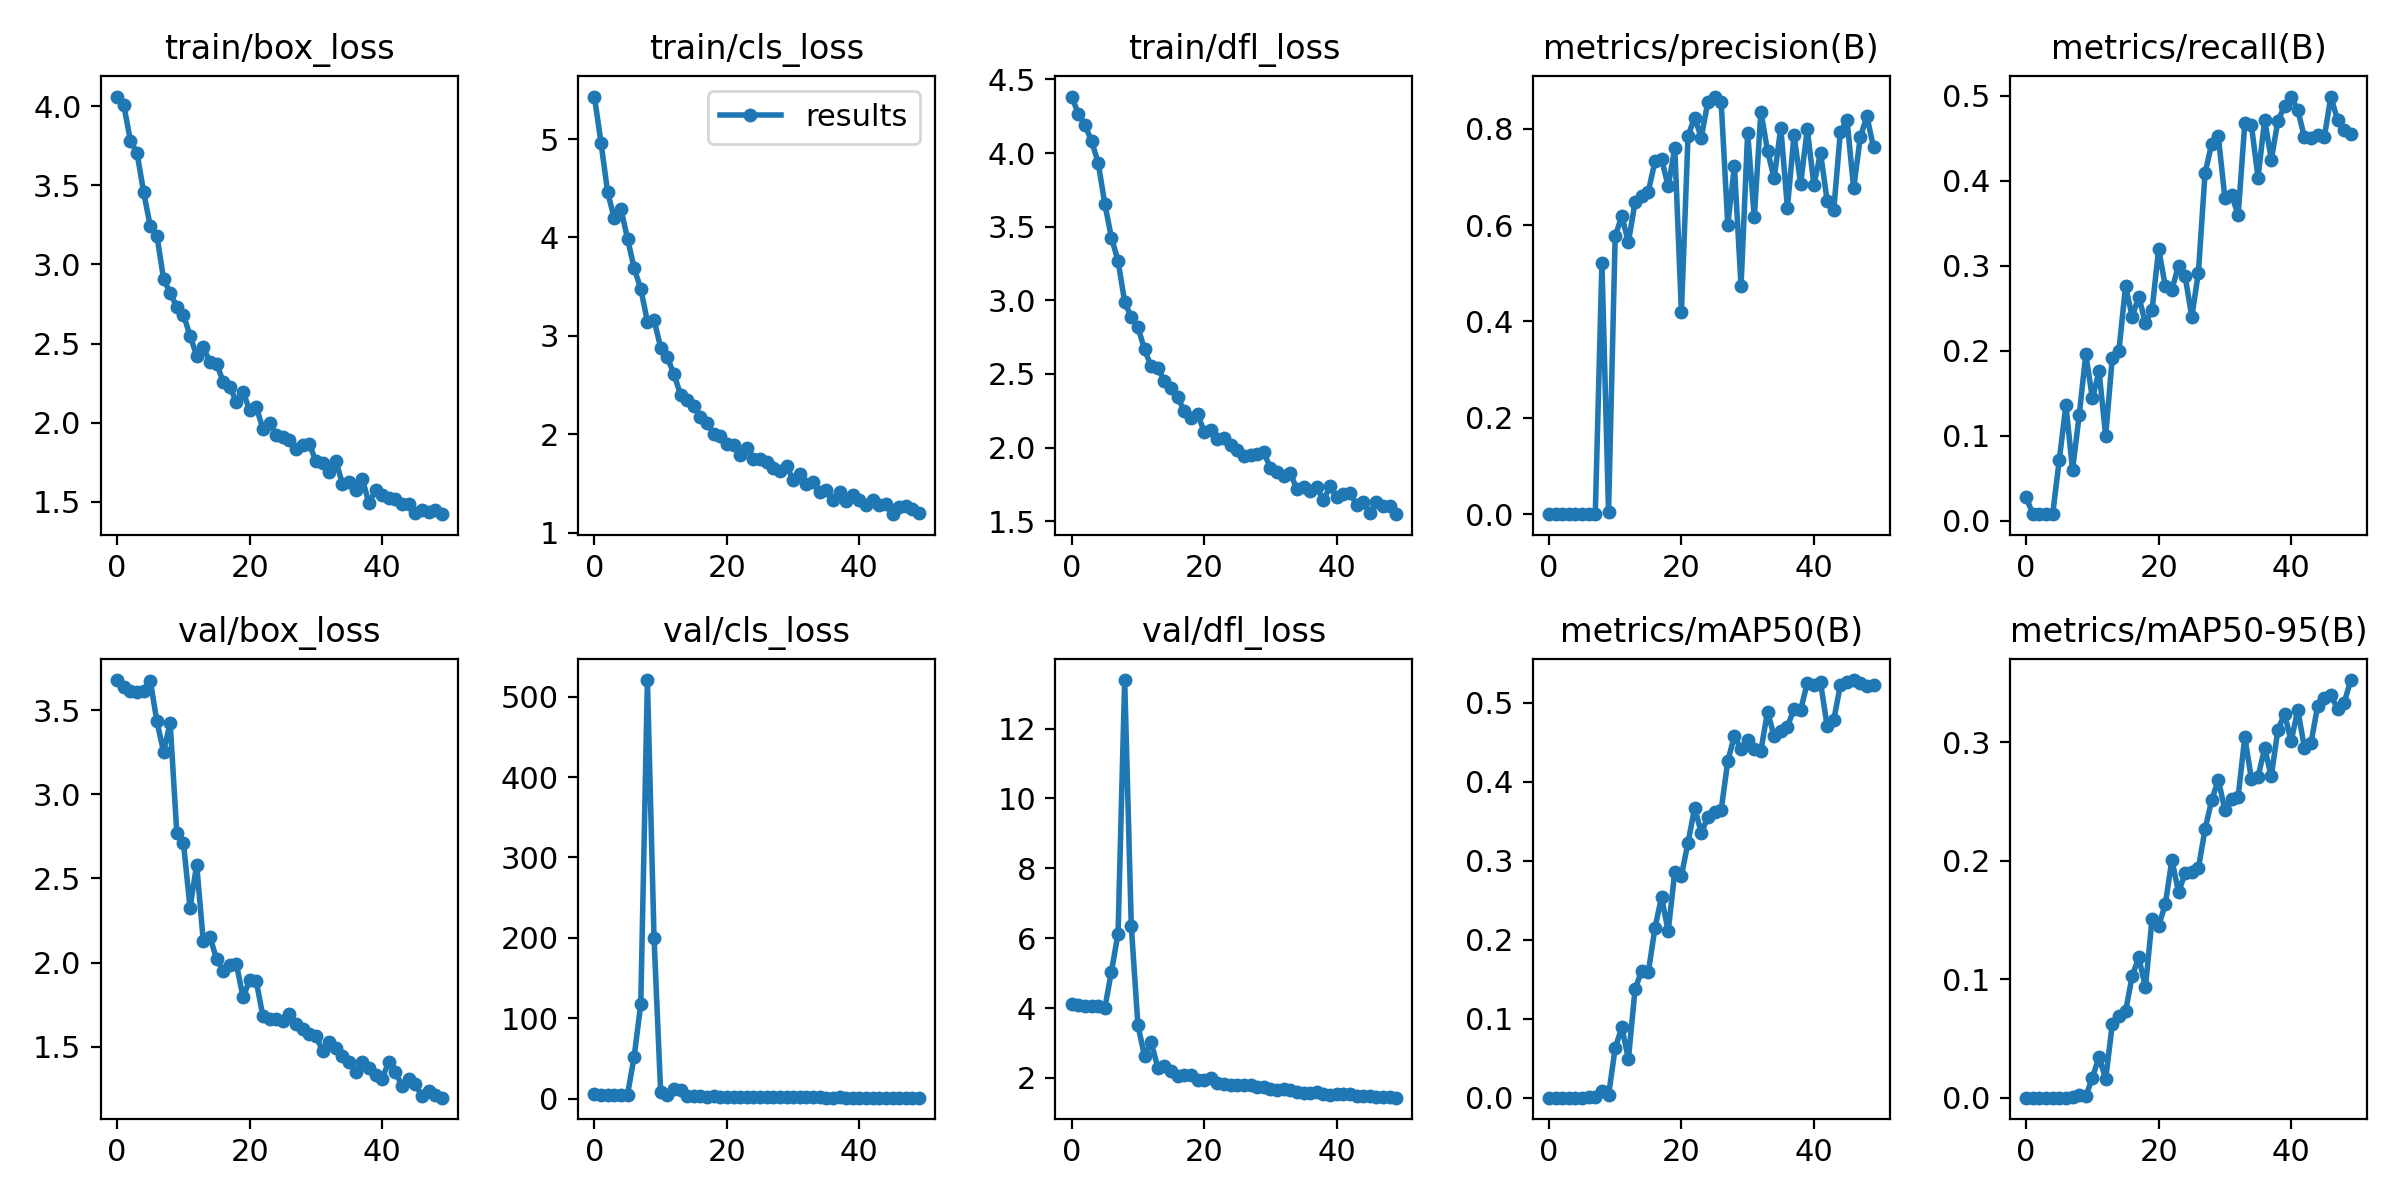 train/box_loss
4.0
3.5
3.0
2.5
2.0
1.5
0 20 40
train/cls_loss
results
5
4
3
2
1
0 20 40
train/dfl_loss
4.5
4.0
3.5
3.0
2.5
2.0
1.5
0 20 40
metrics/precision(B)
0.8
0.6
0.4
0.2
0.0
0 20 40
metrics/recall(B)
0.5
0.4
0.3
0.2
0.1
0.0
0 20 40
val/box_loss
3.5
3.0
2.5
2.0
1.5
0 20 40
val/cls_loss
500
400
300
200
100
0
0 20 40
val/dfl_loss
12
10
8
6
4
2
0 20 40
metrics/mAP50(B)
0.5
0.4
0.3
0.2
0.1
0.0
0 20 40
metrics/mAP50-95(B)
0.3
0.2
0.1
0.0
0 20 40